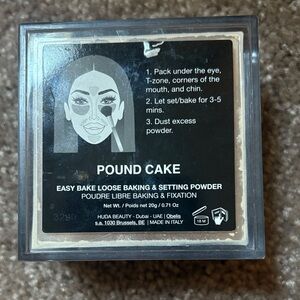 1. Pack under the eye,
T-zone, corners of the
mouth, and chin.
2. Let set/bake for 3-5
mins.
3. Dust excess
powder.
POUND CAKE
EASY BAKE LOOSE BAKING & SETTING POWDER
POUDRE LIBRE BAKING & FIXATION
Net Wt. / Poids net 20g / 0.71 Oz
HUDA BEAUTY - Dubai - UAE | Obelis
s.a. 1030 Brussels, BE | MADE IN ITALY